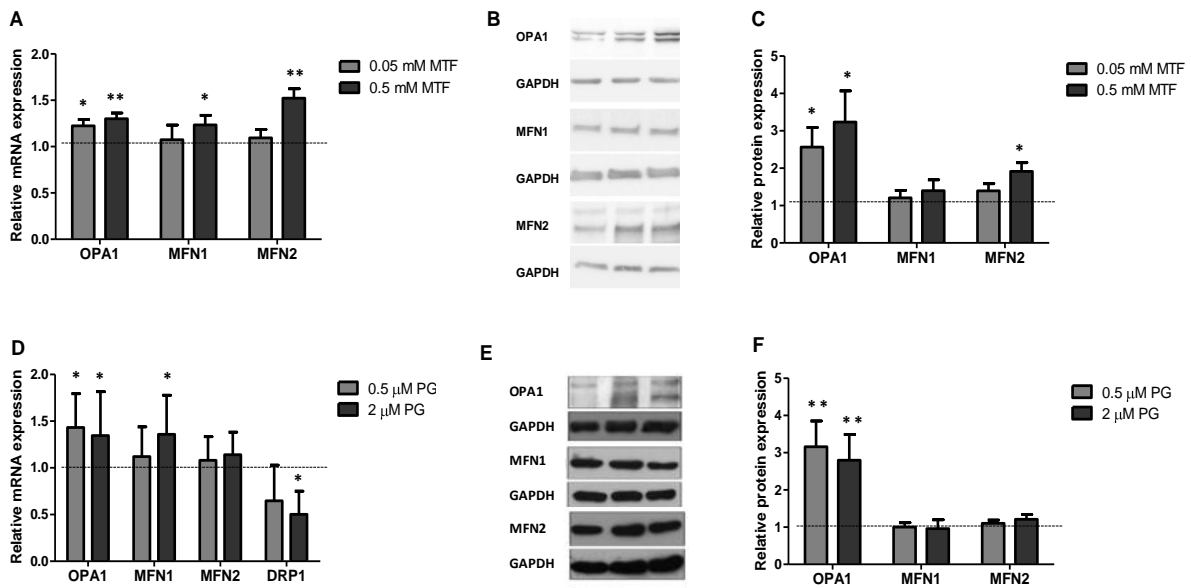 A
Relative mRNA expression
2.0
1.5
1.0
0.5
0.0
* ** * **
OPA1 MFN1 MFN2
0.05 mM MTF
0.5 mM MTF
B
OPA1
GAPDH
MFN1
GAPDH
MFN2
GAPDH
C
Relative protein expression
5
4
3
2
1
0
* * *
OPA1 MFN1 MFN2
0.05 mM MTF
0.5 mM MTF
D
Relative mRNA expression
2.0
1.5
1.0
0.5
0.0
* * * *
OPA1 MFN1 MFN2 DRP1
0.5 μM PG
2 μM PG
E
OPA1
GAPDH
MFN1
GAPDH
MFN2
GAPDH
F
Relative protein expression
5
4
3
2
1
0
** **
OPA1 MFN1 MFN2
0.5 μM PG
2 μM PG